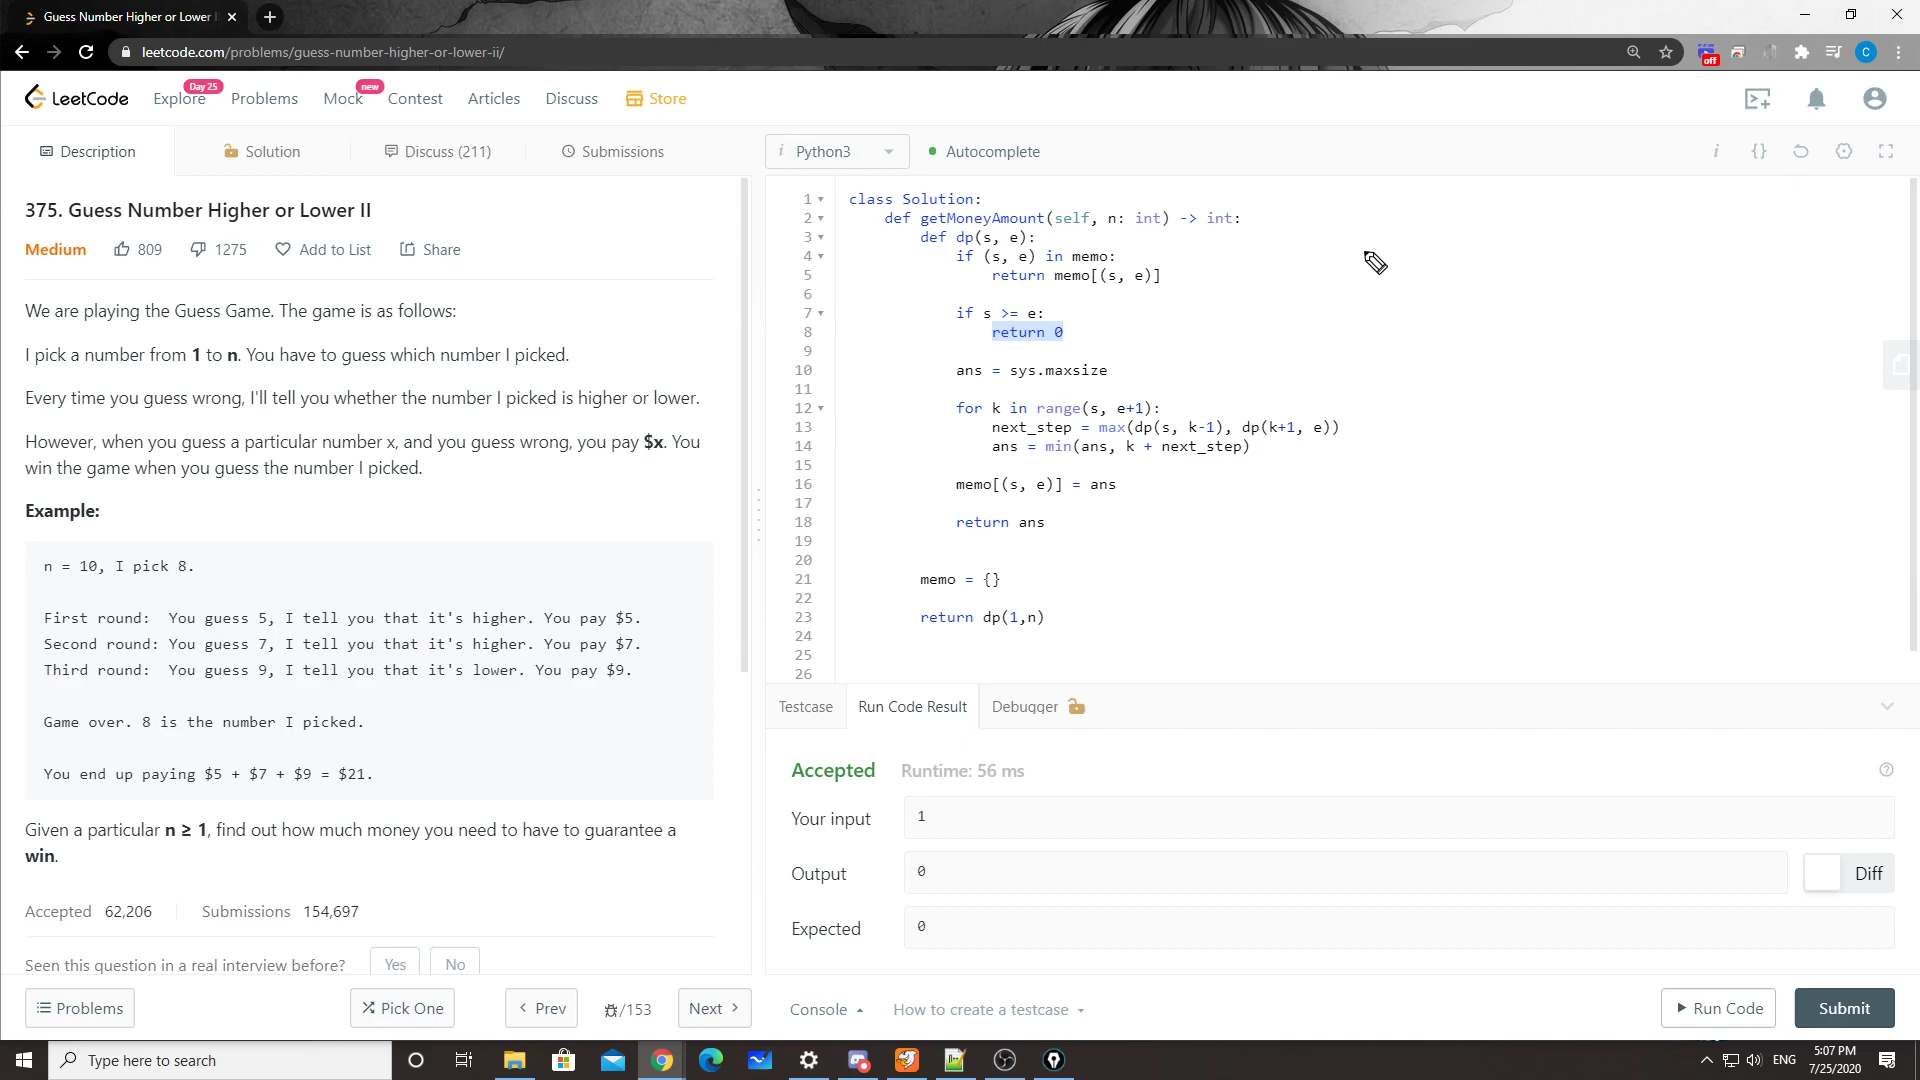 Guess Number Higher or Lower I
leetcode.com/problems/guess-number-higher-or-lower-ii/
off
C
LeetCode
Explore
Day 25
Problems
Mock
new
Contest
Articles
Discuss
Store
Description
Solution
Discuss (211)
Submissions
i Python3
Autocomplete
375. Guess Number Higher or Lower II
Medium
809
1275
Add to List
Share
We are playing the Guess Game. The game is as follows:
I pick a number from 1 to n. You have to guess which number I picked.
Every time you guess wrong, I'll tell you whether the number I picked is higher or lower.
However, when you guess a particular number x, and you guess wrong, you pay $x. You
win the game when you guess the number I picked.
Example:
n = 10, I pick 8.
First round:  You guess 5, I tell you that it's higher. You pay $5.
Second round: You guess 7, I tell you that it's higher. You pay $7.
Third round:  You guess 9, I tell you that it's lower. You pay $9.
Game over. 8 is the number I picked.
You end up paying $5 + $7 + $9 = $21.
Given a particular n ≥ 1, find out how much money you need to have to guarantee a
win.
Accepted 62,206
Submissions 154,697
Seen this question in a real interview before?
Yes
No
1 class Solution:
2     def getMoneyAmount(self, n: int) -> int:
3         def dp(s, e):
4             if (s, e) in memo:
5                 return memo[(s, e)]
6
7             if s >= e:
8                 return 0
9
10             ans = sys.maxsize
11
12             for k in range(s, e+1):
13                 next_step = max(dp(s, k-1), dp(k+1, e))
14                 ans = min(ans, k + next_step)
15
16             memo[(s, e)] = ans
17
18             return ans
19
20
21         memo = {}
22
23         return dp(1,n)
24
25
26
Testcase
Run Code Result
Debugger
Accepted
Runtime: 56 ms
Your input
1
Output
0
Diff
Expected
0
Problems
Pick One
Prev
/153
Next
Console
How to create a testcase
Run Code
Submit
Type here to search
ENG
5:07 PM
7/25/2020